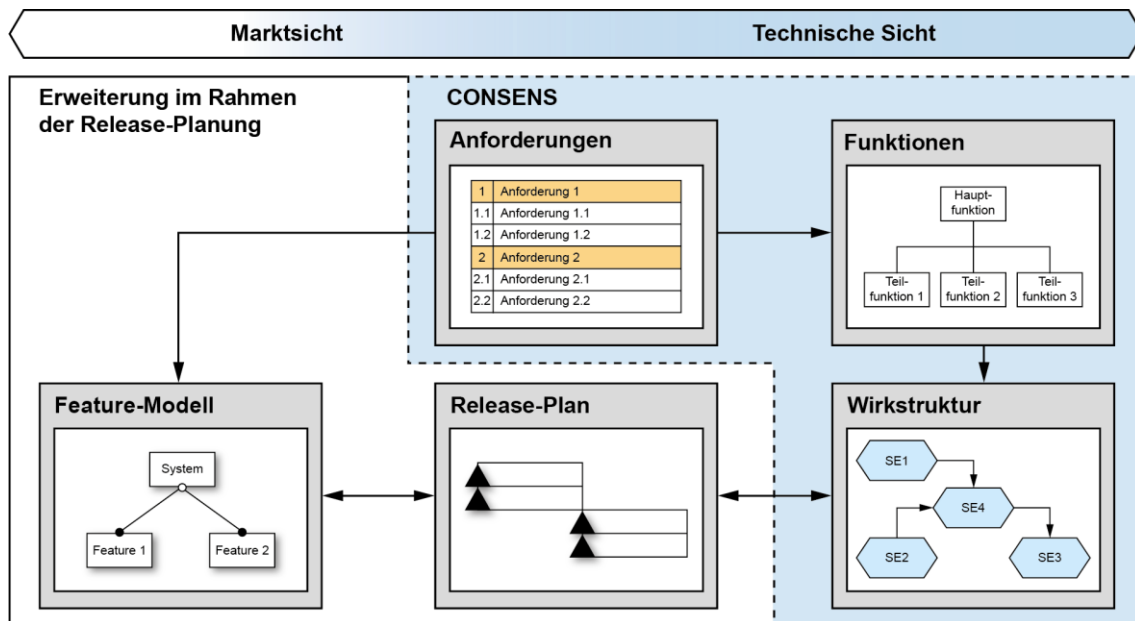 Marktsicht
Technische Sicht
Erweiterung im Rahmen
der Release-Planung
CONSENS
Anforderungen
1 Anforderung 1
1.1 Anforderung 1.1
1.2 Anforderung 1.2
2 Anforderung 2
2.1 Anforderung 2.1
2.2 Anforderung 2.2
Funktionen
Haupt-
funktion
Teil-
funktion 1
Teil-
funktion 2
Teil-
funktion 3
Feature-Modell
System
Feature 1
Feature 2
Release-Plan
Wirkstruktur
SE1
SE4
SE2
SE3